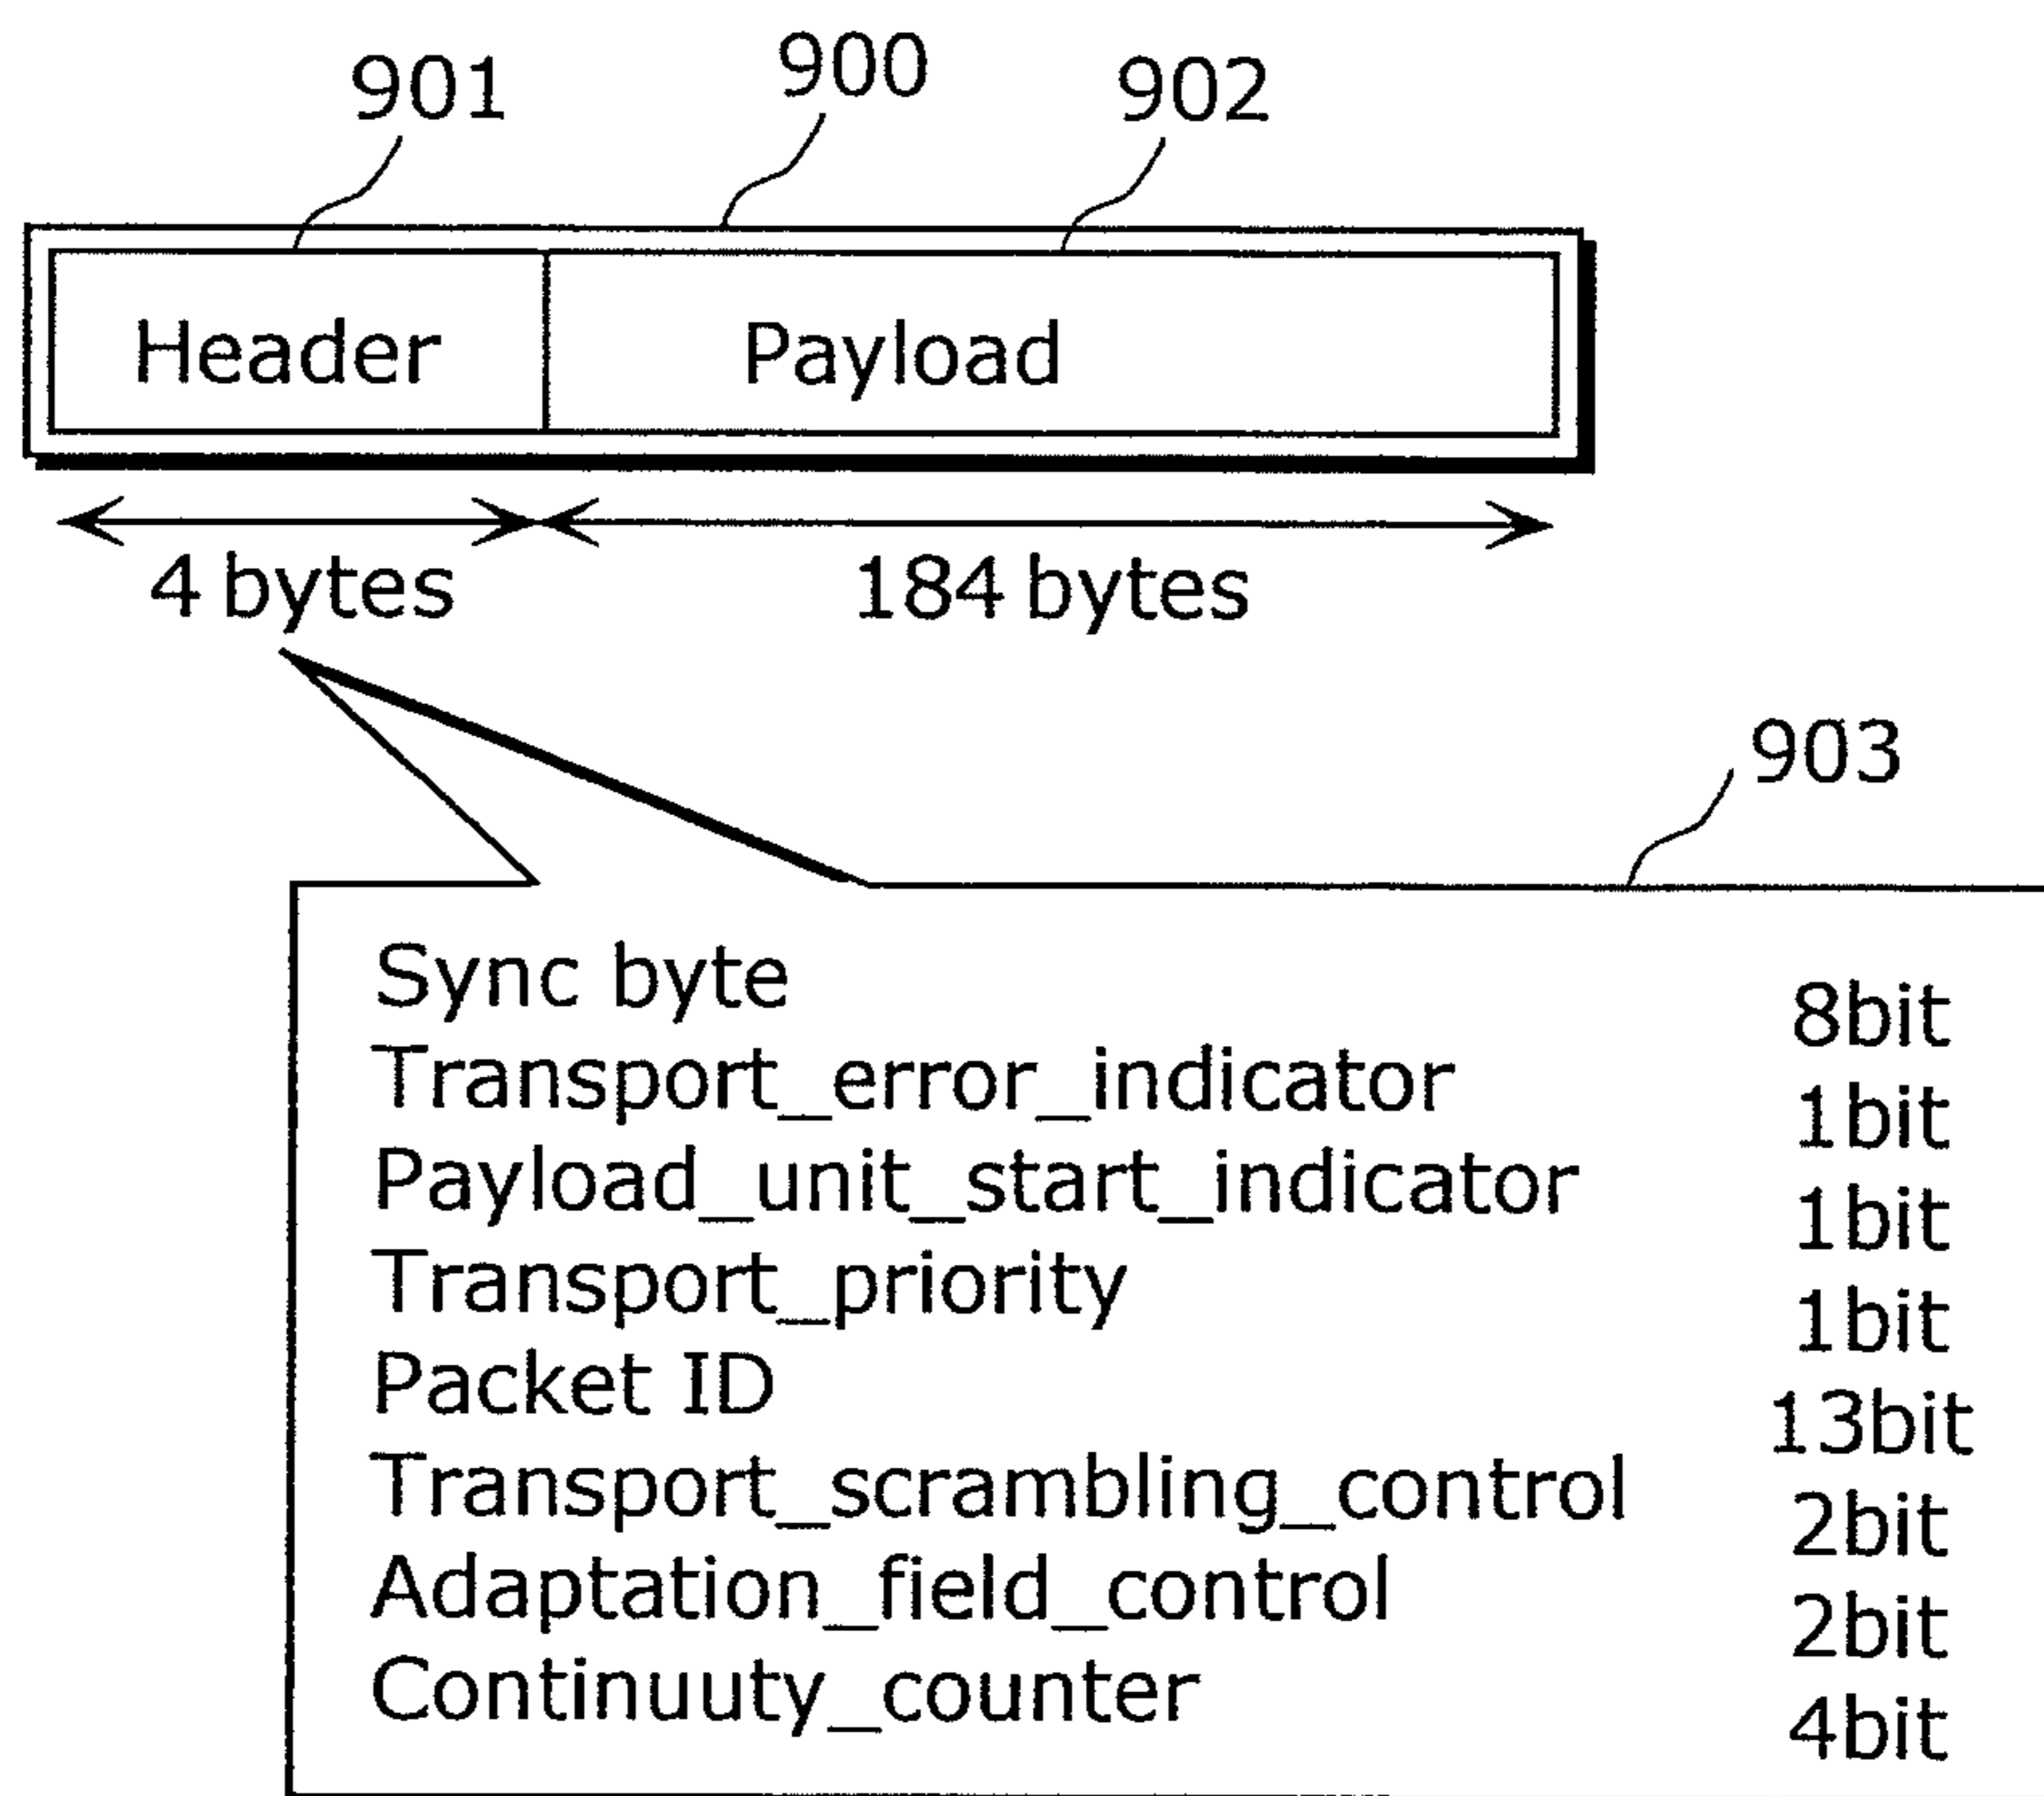 901 900 902
Header Payload
4 bytes 184 bytes
903
Sync byte 8bit
Transport_error_indicator 1bit
Payload_unit_start_indicator 1bit
Transport_priority 1bit
Packet ID 13bit
Transport_scrambling_control 2bit
Adaptation_field_control 2bit
Continuuty_counter 4bit